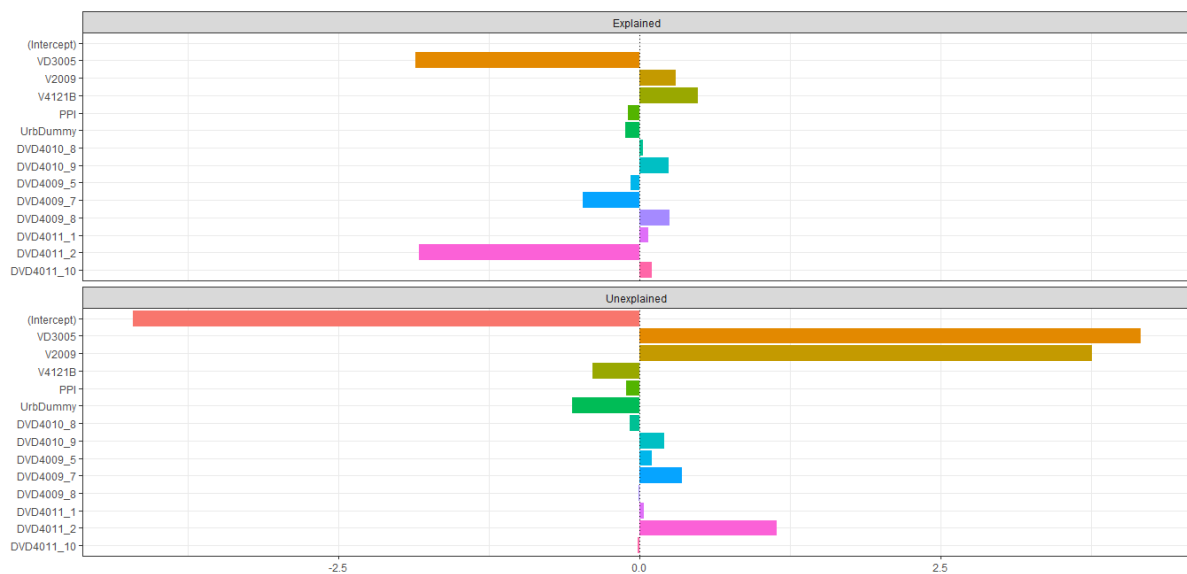 Explained
(Intercept)
VD3005
V2009
V4121B
PPI
UrbDummy
DVD4010_8
DVD4010_9
DVD4009_5
DVD4009_7
DVD4009_8
DVD4011_1
DVD4011_2
DVD4011_10
Unexplained
(Intercept)
VD3005
V2009
V4121B
PPI
UrbDummy
DVD4010_8
DVD4010_9
DVD4009_5
DVD4009_7
DVD4009_8
DVD4011_1
DVD4011_2
DVD4011_10
-2.5 0.0 2.5